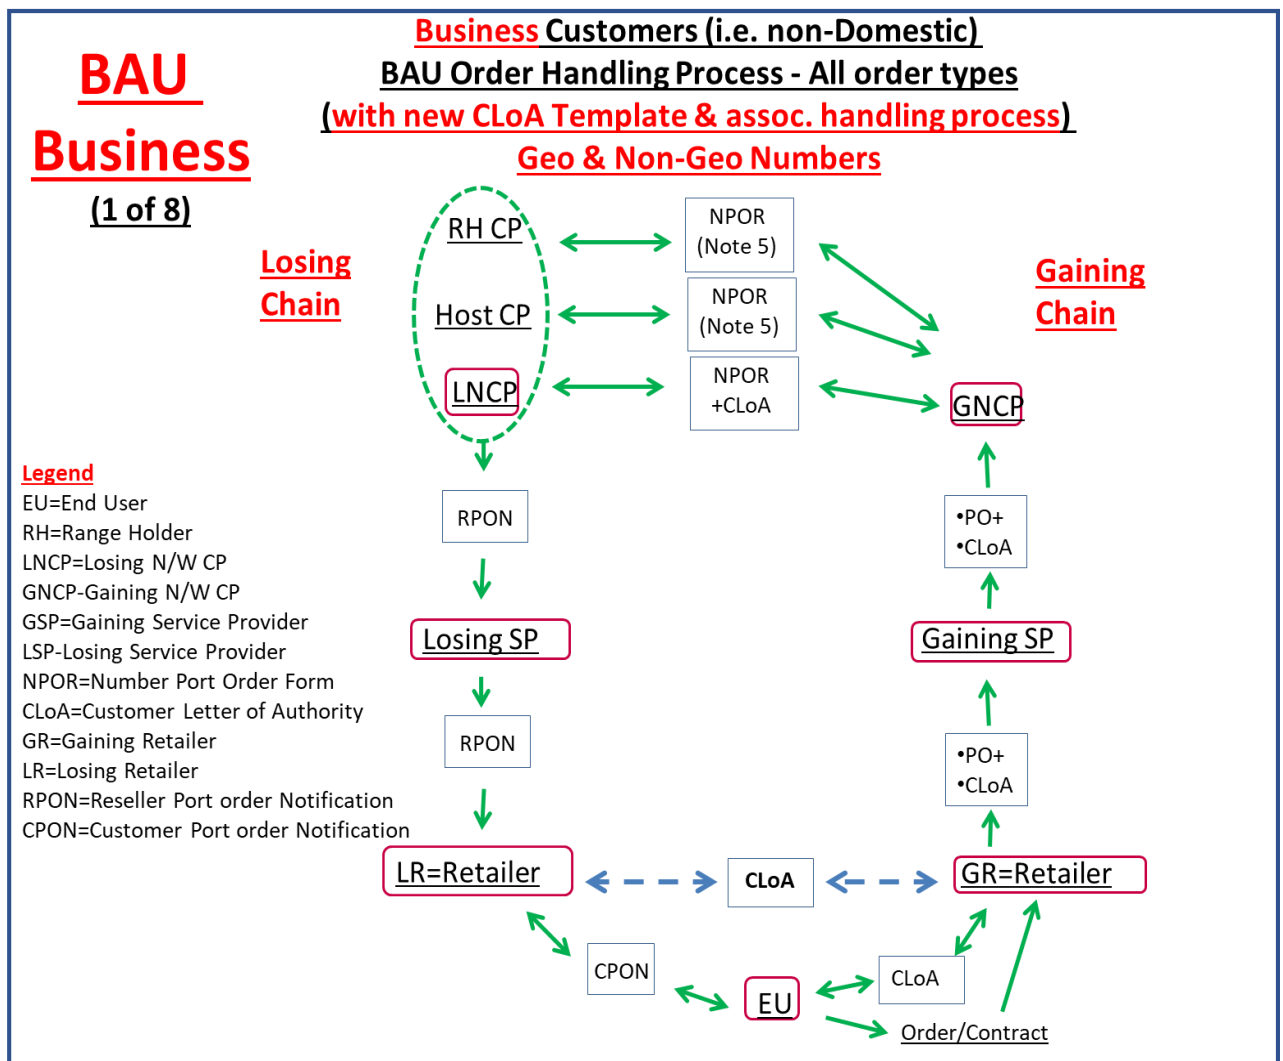 BAU
Business
(1 of 8)
Business Customers (i.e. non-Domestic)
BAU Order Handling Process - All order types
(with new CLoA Template & assoc. handling process)
Geo & Non-Geo Numbers
Losing
Chain
Gaining
Chain
RH CP
NPOR
(Note 5)
Host CP
NPOR
(Note 5)
LNCP
NPOR
+CLoA
GNCP
Legend
EU=End User
RH=Range Holder
LNCP=Losing N/W CP
GNCP-Gaining N/W CP
GSP=Gaining Service Provider
LSP-Losing Service Provider
NPOR=Number Port Order Form
CLoA=Customer Letter of Authority
GR=Gaining Retailer
LR=Losing Retailer
RPON=Reseller Port order Notification
CPON=Customer Port order Notification
RPON
•PO+
•CLoA
Losing SP
Gaining SP
RPON
•PO+
•CLoA
LR=Retailer
CLoA
GR=Retailer
CPON
CLoA
EU
Order/Contract